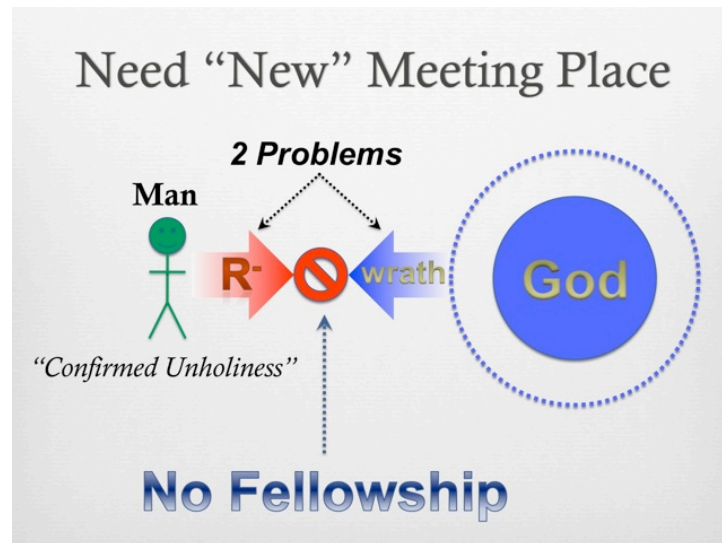 Need “New” Meeting Place
2 Problems
Man
R- wrath God
“Confirmed Unholiness”
No Fellowship